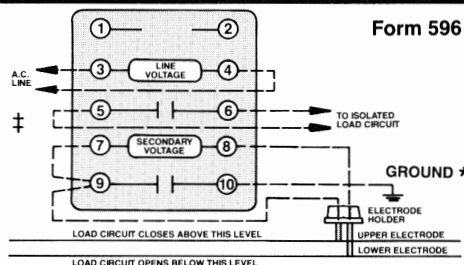 Form 596
1 2
A.C. LINE
3 LINE VOLTAGE 4
‡
5 6
TO ISOLATED LOAD CIRCUIT
7 SECONDARY VOLTAGE 8
GROUND *
9 10
ELECTRODE HOLDER
LOAD CIRCUIT CLOSES ABOVE THIS LEVEL
UPPER ELECTRODE
LOWER ELECTRODE
LOAD CIRCUIT OPENS BELOW THIS LEVEL